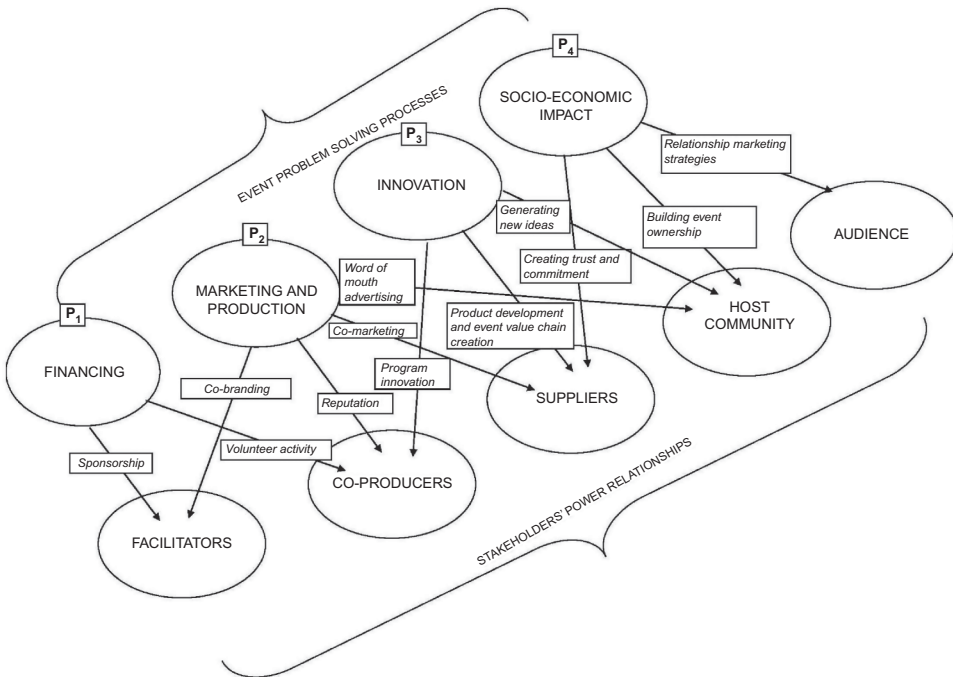 P4
SOCIO-ECONOMIC
IMPACT
EVENT PROBLEM SOLVING PROCESSES
P3
INNOVATION
Relationship marketing
strategies
Generating
new ideas
Building event
ownership
AUDIENCE
P2
MARKETING AND
PRODUCTION
Word of
mouth
advertising
Creating trust and
commitment
HOST
COMMUNITY
P1
FINANCING
Co-marketing
Product development
and event value chain
creation
Co-branding
Program
innovation
Reputation
SUPPLIERS
Sponsorship
Volunteer activity
CO-PRODUCERS
FACILITATORS
STAKEHOLDERS' POWER RELATIONSHIPS